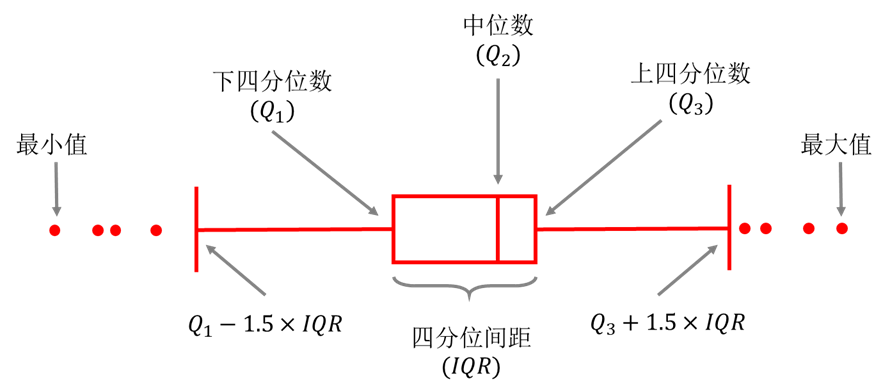 中位数
(Q₂)
下四分位数
(Q₁)
上四分位数
(Q₃)
最小值
最大值
Q₁ − 1.5 × IQR
四分位间距
(IQR)
Q₃ + 1.5 × IQR